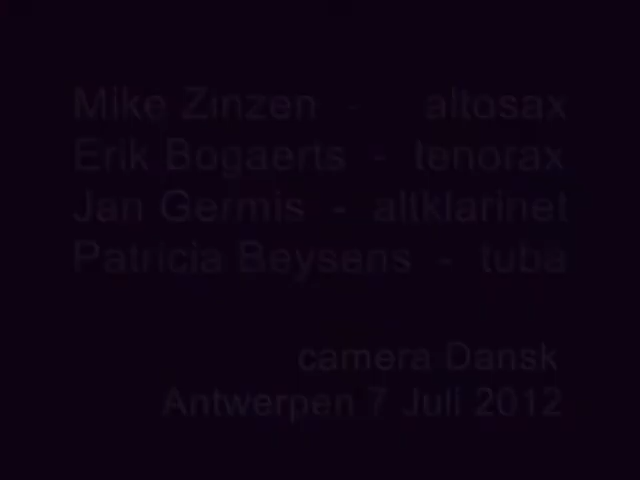 Mike Zinzen - altosax
Erik Bogaerts - tenorax
Jan Germis - altklarinet
Patricia Beysens - tuba
camera Dansk
Antwerpen 7 Juli 2012